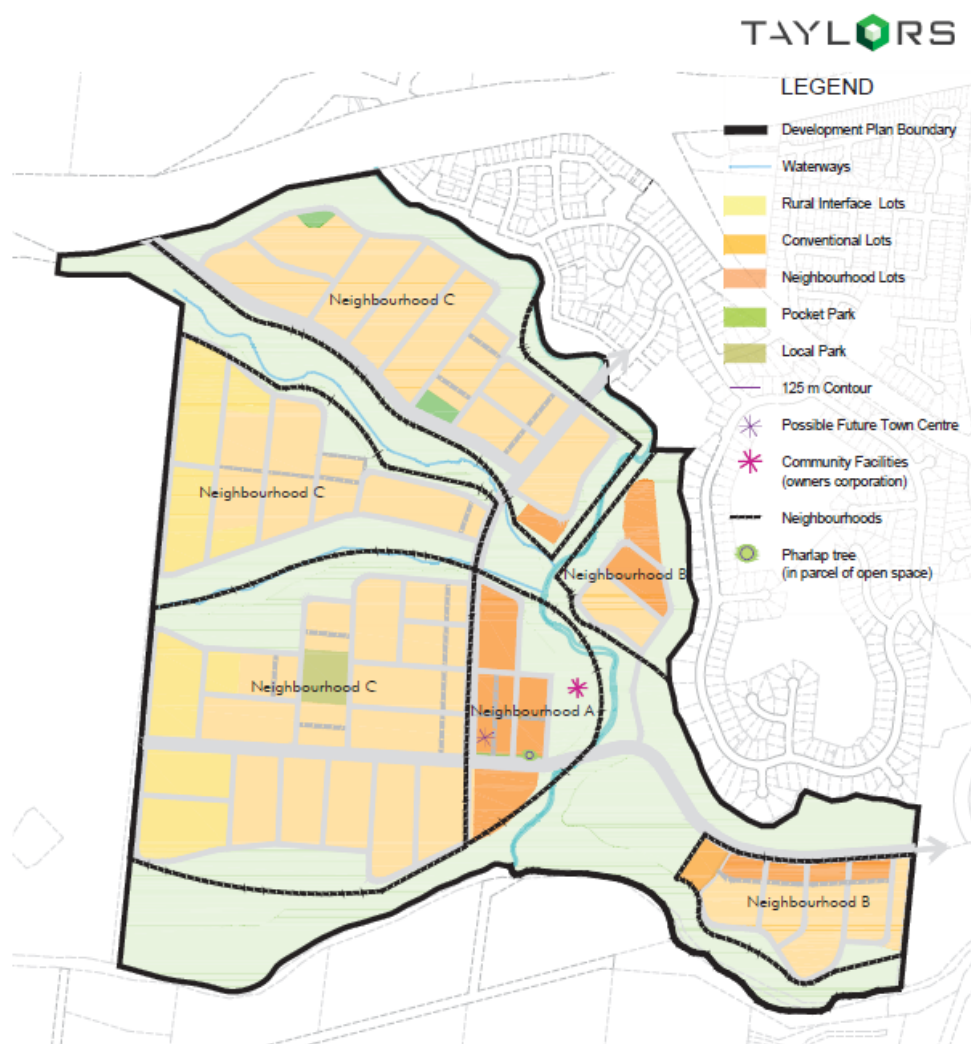 TAYLORS
LEGEND
Development Plan Boundary
Waterways
Rural Interface Lots
Conventional Lots
Neighbourhood Lots
Pocket Park
Local Park
125 m Contour
Possible Future Town Centre
Community Facilities
(owners corporation)
Neighbourhoods
Pharlap tree
(in parcel of open space)
Neighbourhood C
Neighbourhood C
Neighbourhood B
Neighbourhood C
Neighbourhood A
Neighbourhood B